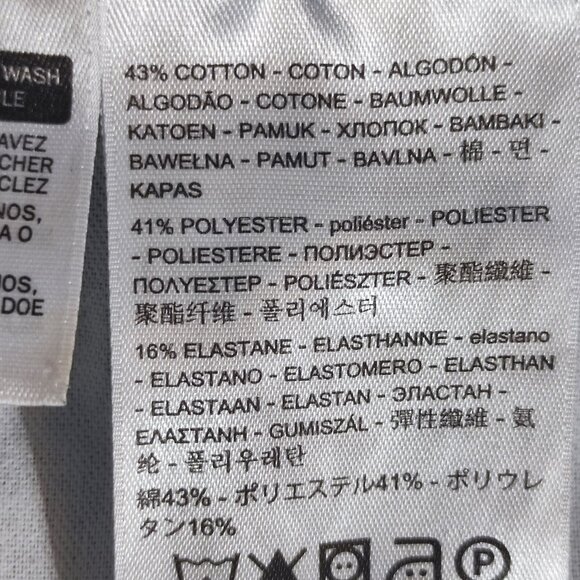 WASH
LE
AVEZ
CHER
CLEZ
NOS,
A O
NOS,
DOE
43% COTTON - COTON - ALGODÓN -
ALGODÃO - COTONE - BAUMWOLLE -
KATOEN - PAMUK - ХЛОПОК - BAMBAKI -
BAWEŁNA - PAMUT - BAVLNA - 棉 - 면 -
KAPAS
41% POLYESTER - poliéster - POLIESTER
- POLIESTERE - ПОЛИЭСТЕР -
ΠΟΛΥΕΣΤΕΡ - POLIÉSZTER - 聚酯纖維 -
聚酯纤维 - 폴리에스터
16% ELASTANE - ELASTHANNE - elastano
- ELASTANO - ELASTOMERO - ELASTHAN
- ELASTAAN - ELASTAN - ЭЛАСТАН -
ΕΛΑΣΤΑΝΗ - GUMISZÁL - 彈性纖維 - 氨
纶 - 폴리우레탄
綿43% - ポリエステル41% - ポリウレ
タン16%
P